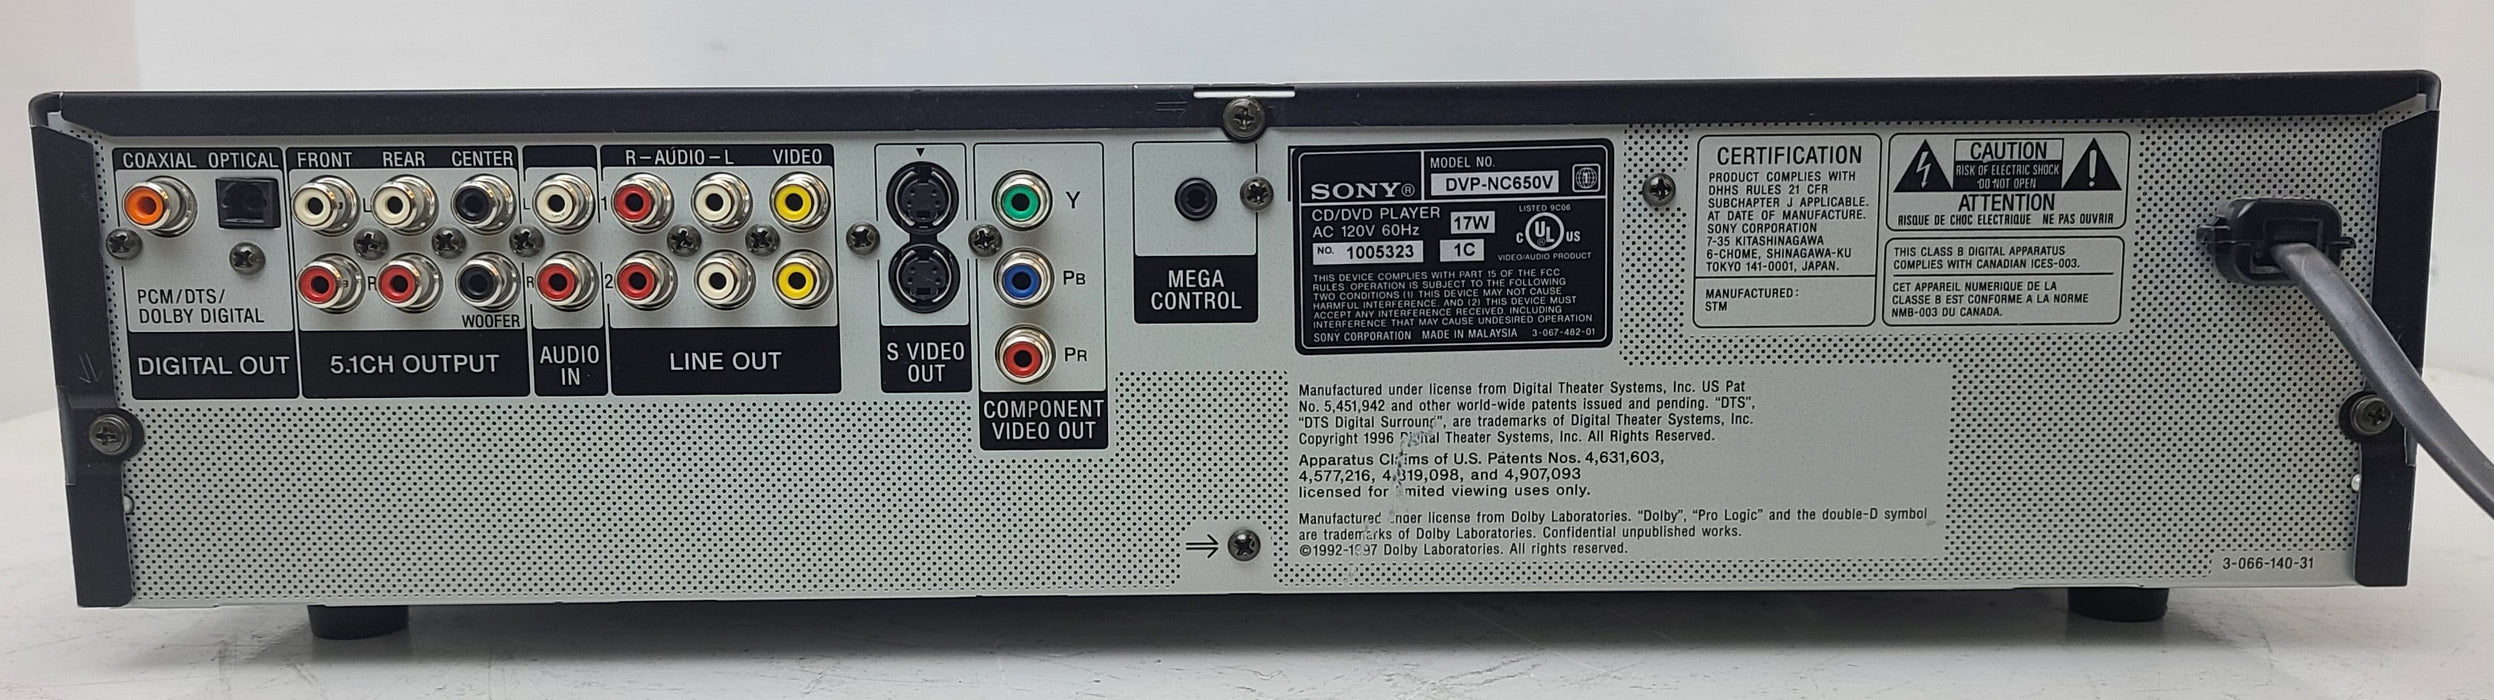 COAXIAL OPTICAL
PCM/DTS/
DOLBY DIGITAL
DIGITAL OUT
FRONT REAR CENTER
L
R
WOOFER
5.1CH OUTPUT
L
R
AUDIO
IN
R-AUDIO-L VIDEO
1
2
LINE OUT
S VIDEO
OUT
Y
PB
PR
COMPONENT
VIDEO OUT
MEGA
CONTROL
SONY®
MODEL NO.
DVP-NC650V
CD/DVD PLAYER
AC 120V 60Hz
17W
NO. 1005323
1C
LISTED 9C06
C UL US
VIDEO/AUDIO PRODUCT
THIS DEVICE COMPLIES WITH PART 15 OF THE FCC
RULES OPERATION IS SUBJECT TO THE FOLLOWING
TWO CONDITIONS (1) THIS DEVICE MAY NOT CAUSE
HARMFUL INTERFERENCE, AND (2) THIS DEVICE MUST
ACCEPT ANY INTERFERENCE RECEIVED, INCLUDING
INTERFERENCE THAT MAY CAUSE UNDESIRED OPERATION.
SONY CORPORATION MADE IN MALAYSIA 3-067-482-01
CERTIFICATION
PRODUCT COMPLIES WITH
DHHS RULES 21 CFR
SUBCHAPTER J APPLICABLE.
AT DATE OF MANUFACTURE.
SONY CORPORATION
7-35 KITASHINAGAWA
6-CHOME, SHINAGAWA-KU
TOKYO 141-0001, JAPAN.
MANUFACTURED:
STM
CAUTION
RISK OF ELECTRIC SHOCK
DO NOT OPEN
ATTENTION
RISQUE DE CHOC ELECTRIQUE NE PAS OUVRIR
THIS CLASS B DIGITAL APPARATUS
COMPLIES WITH CANADIAN ICES-003.
CET APPAREIL NUMERIQUE DE LA
CLASSE B EST CONFORME A LA NORME
NMB-003 DU CANADA.
Manufactured under license from Digital Theater Systems, Inc. US Pat
No. 5,451,942 and other world-wide patents issued and pending. “DTS”,
“DTS Digital Surround”, are trademarks of Digital Theater Systems, Inc.
Copyright 1996 Digital Theater Systems, Inc. All Rights Reserved.
Apparatus Claims of U.S. Patents Nos. 4,631,603,
4,577,216, 4,819,098, and 4,907,093
licensed for limited viewing uses only.
Manufactured under license from Dolby Laboratories. “Dolby”, “Pro Logic” and the double-D symbol
are trademarks of Dolby Laboratories. Confidential unpublished works.
©1992-1997 Dolby Laboratories. All rights reserved.
3-066-140-31